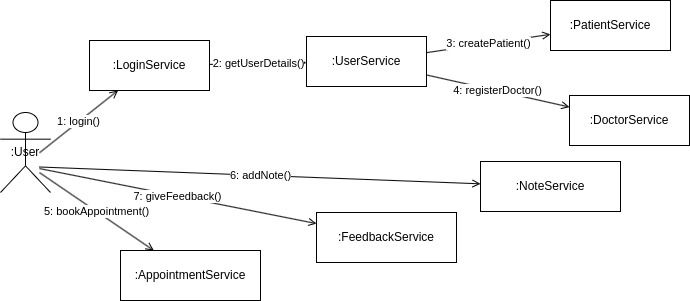 :PatientService
3: createPatient()
:LoginService
2: getUserDetails()
:UserService
4: registerDoctor()
:DoctorService
1: login()
:User
6: addNote()
:NoteService
7: giveFeedback()
5: bookAppointment()
:FeedbackService
:AppointmentService